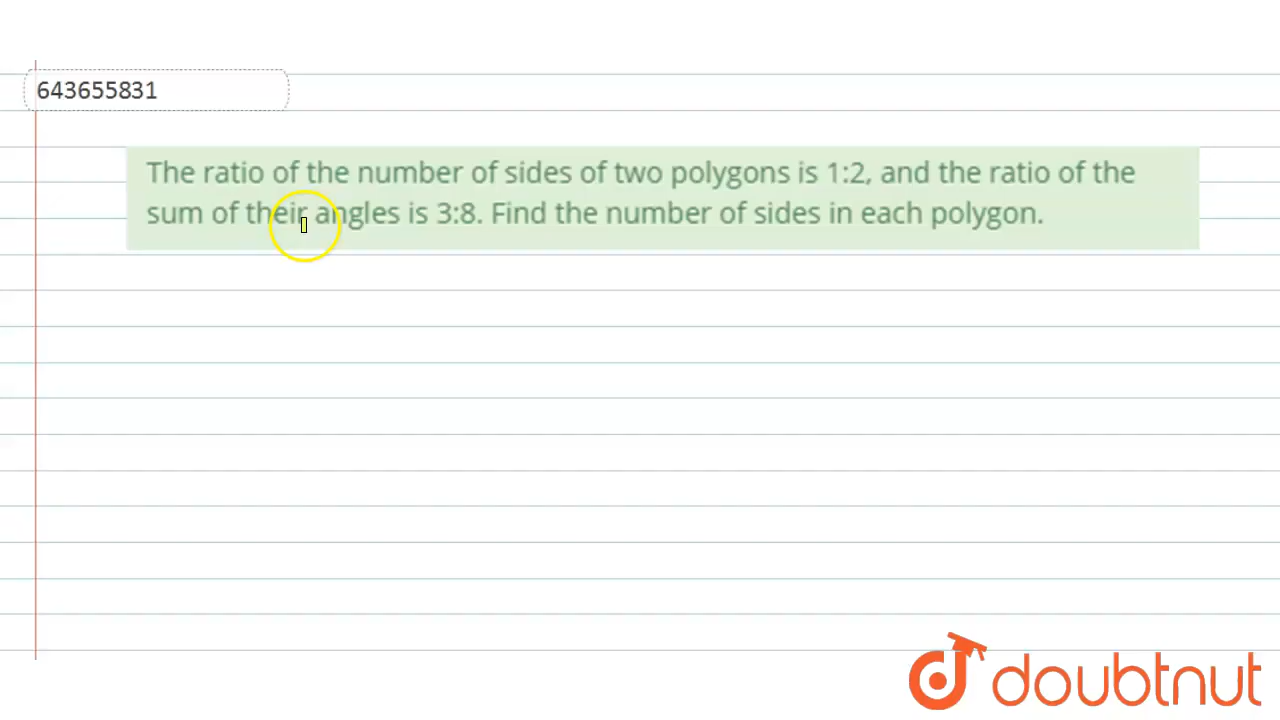 643655831
The ratio of the number of sides of two polygons is 1:2, and the ratio of the
sum of their angles is 3:8. Find the number of sides in each polygon.
doubtnut